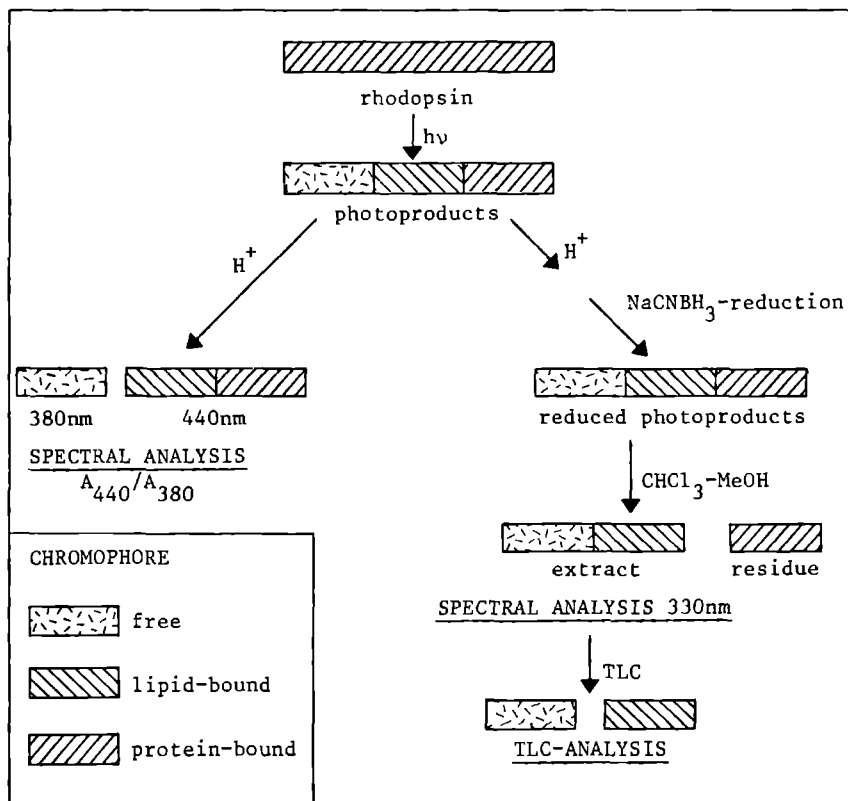 rhodopsin
hν
photoproducts
H+
H+
NaCNBH3-reduction
380nm
440nm
SPECTRAL ANALYSIS
A440/A380
reduced photoproducts
CHCl3-MeOH
extract
residue
SPECTRAL ANALYSIS 330nm
TLC
TLC-ANALYSIS
CHROMOPHORE
free
lipid-bound
protein-bound